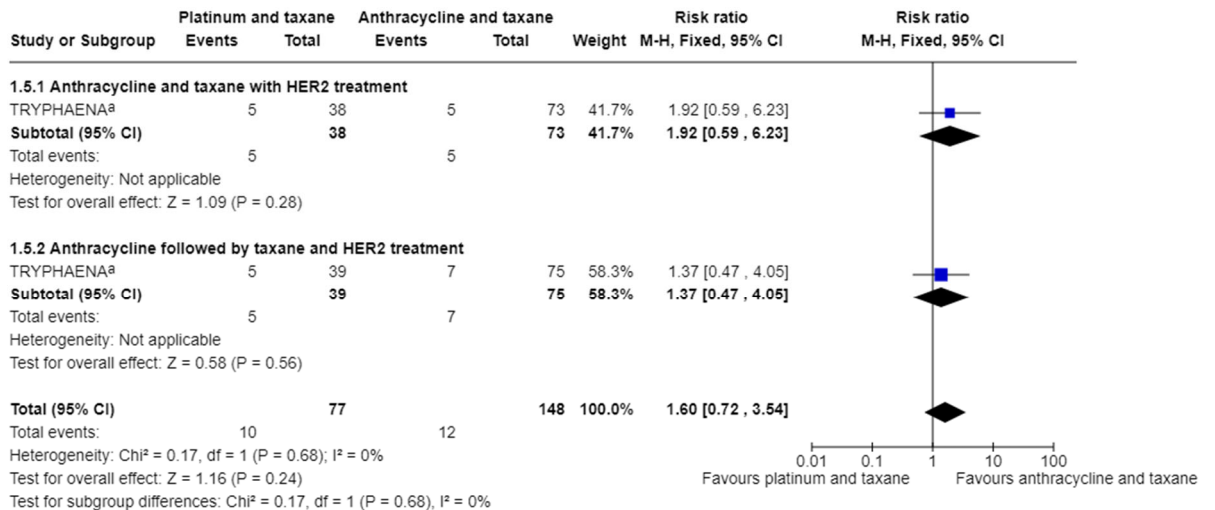 Platinum and taxane Anthracycline and taxane Risk ratio Risk ratio
Study or Subgroup Events Total Events Total Weight M-H, Fixed, 95% CI M-H, Fixed, 95% CI
1.5.1 Anthracycline and taxane with HER2 treatment
TRYPHAENAª 5 38 5 73 41.7% 1.92 [0.59 , 6.23]
Subtotal (95% CI) 38 73 41.7% 1.92 [0.59 , 6.23]
Total events: 5 5
Heterogeneity: Not applicable
Test for overall effect: Z = 1.09 (P = 0.28)
1.5.2 Anthracycline followed by taxane and HER2 treatment
TRYPHAENAª 5 39 7 75 58.3% 1.37 [0.47 , 4.05]
Subtotal (95% CI) 39 75 58.3% 1.37 [0.47 , 4.05]
Total events: 5 7
Heterogeneity: Not applicable
Test for overall effect: Z = 0.58 (P = 0.56)
Total (95% CI) 77 148 100.0% 1.60 [0.72 , 3.54]
Total events: 10 12
Heterogeneity: Chi² = 0.17, df = 1 (P = 0.68); I² = 0% 0.01 0.1 1 10 100
Test for overall effect: Z = 1.16 (P = 0.24) Favours platinum and taxane Favours anthracycline and taxane
Test for subgroup differences: Chi² = 0.17, df = 1 (P = 0.68), I² = 0%